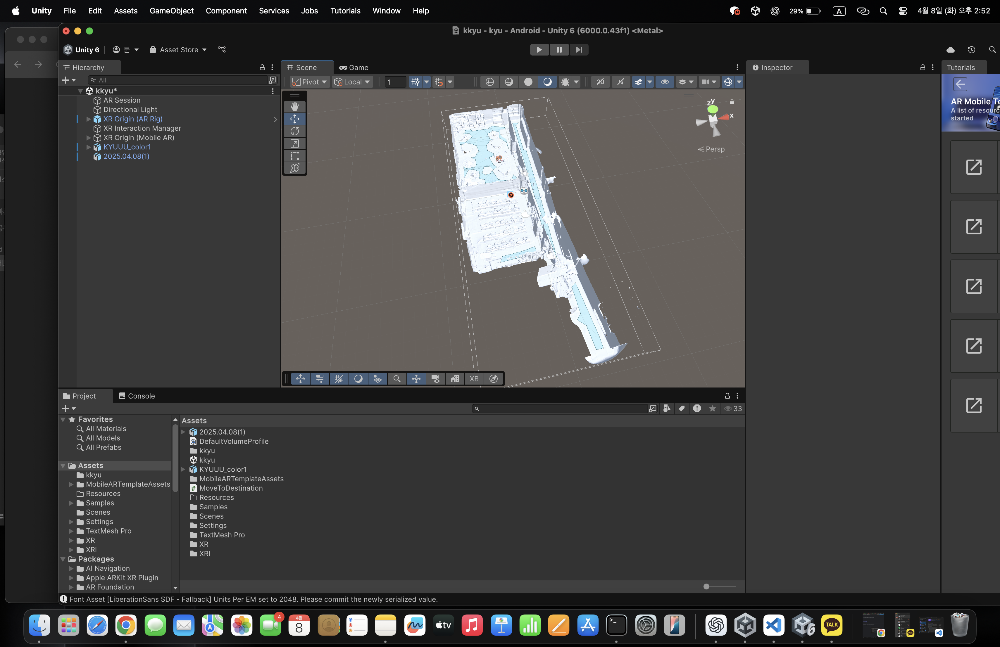 Unity File Edit Assets GameObject Component Services Jobs Tutorials Window Help
29% A 4월 8일 (화) 오후 2:52
kkyu - kyu - Android - Unity 6 (6000.0.43f1) <Metal>
Unity 6 문 Asset Store
Hierarchy
All
kkyu*
AR Session
Directional Light
XR Origin (AR Rig)
XR Interaction Manager
XR Origin (Mobile AR)
KYUUU_color1
2025.04.08(1)
Scene Game
Pivot Local 1 2D
y
z
x
Persp
XB
Inspector
Tutorials
AR Mobile Te
A list of resourc
started
Project Console
33
Favorites
All Materials
All Models
All Prefabs
Assets
kkyu
MobileARTemplateAssets
Resources
Samples
Scenes
Settings
TextMesh Pro
XR
XRI
Packages
AI Navigation
Apple ARKit XR Plugin
AR Foundation
Assets
2025.04.08(1)
DefaultVolumeProfile
kkyu
kkyu
KYUUU_color1
MobileARTemplateAssets
MoveToDestination
Resources
Samples
Scenes
Settings
TextMesh Pro
XR
XRI
Font Asset [LiberationSans SDF - Fallback] Units Per EM set to 2048. Please commit the newly serialized value.
4
4월
8
tv
6
TALK